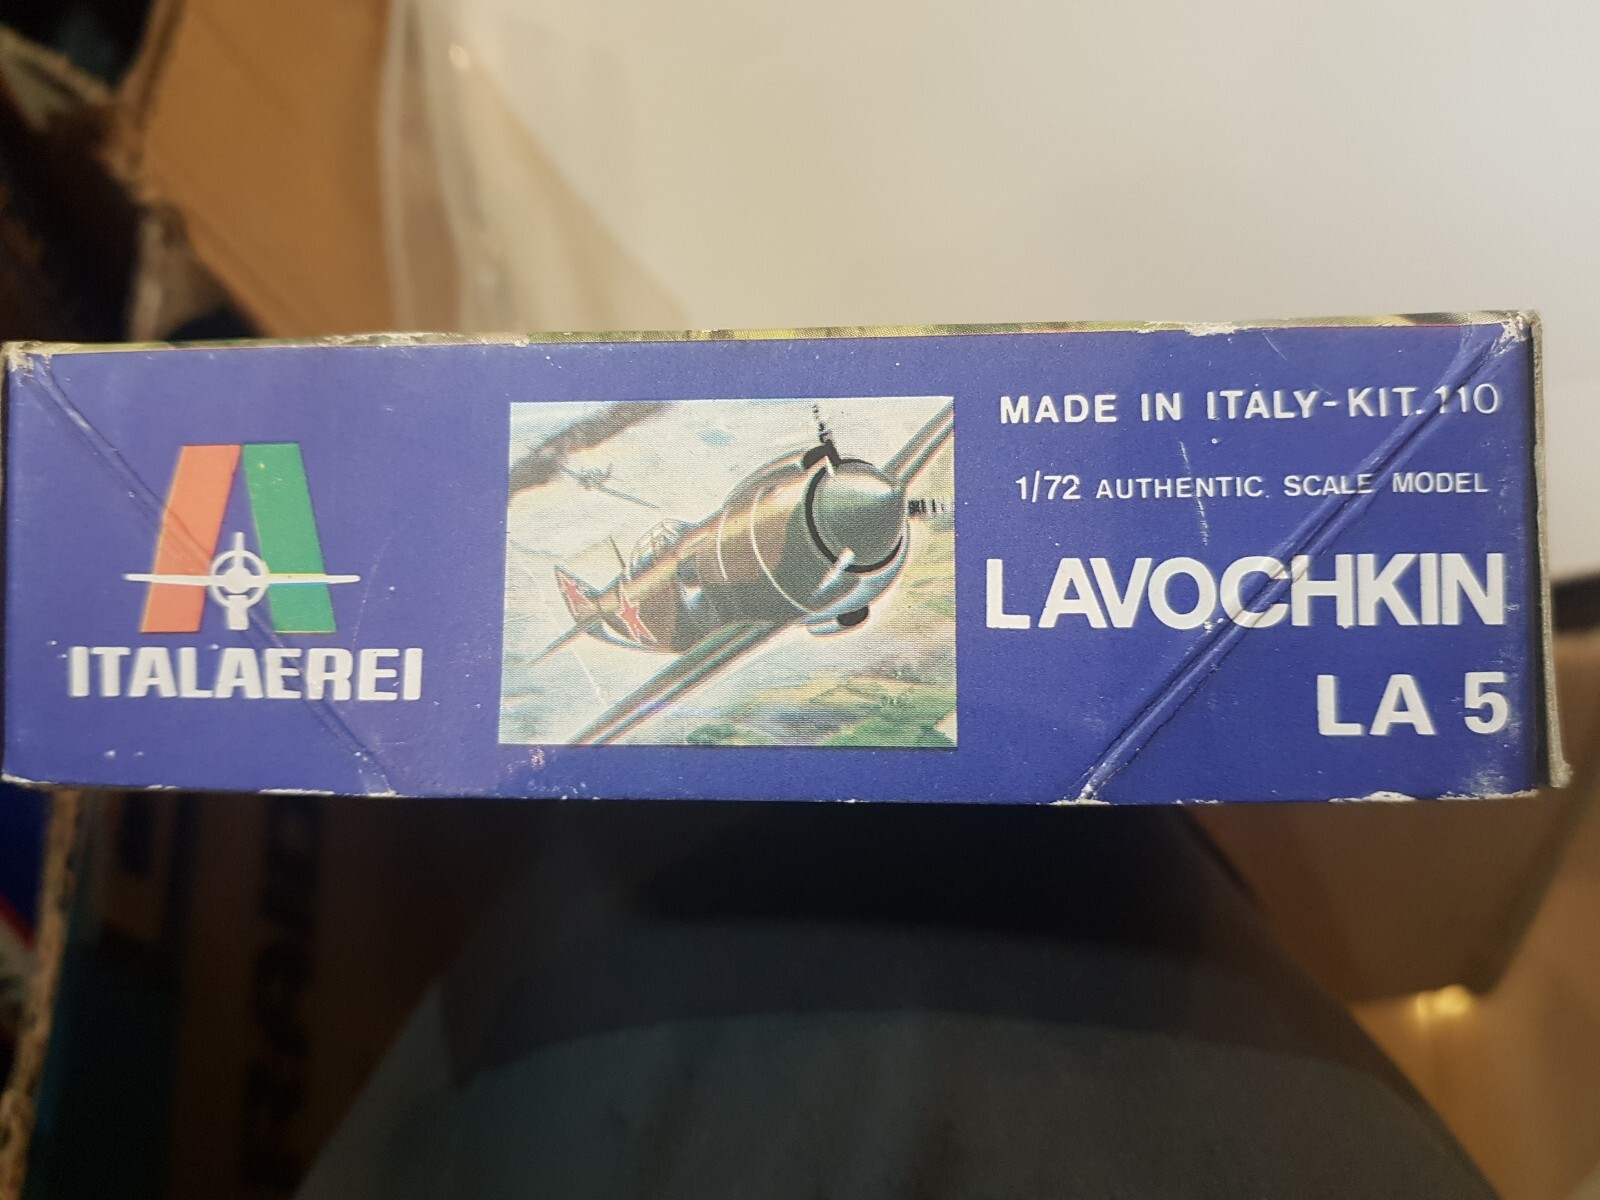 ITALAEREI
MADE IN ITALY-KIT. 110
1/72 AUTHENTIC SCALE MODEL
LAVOCHKIN
LA 5